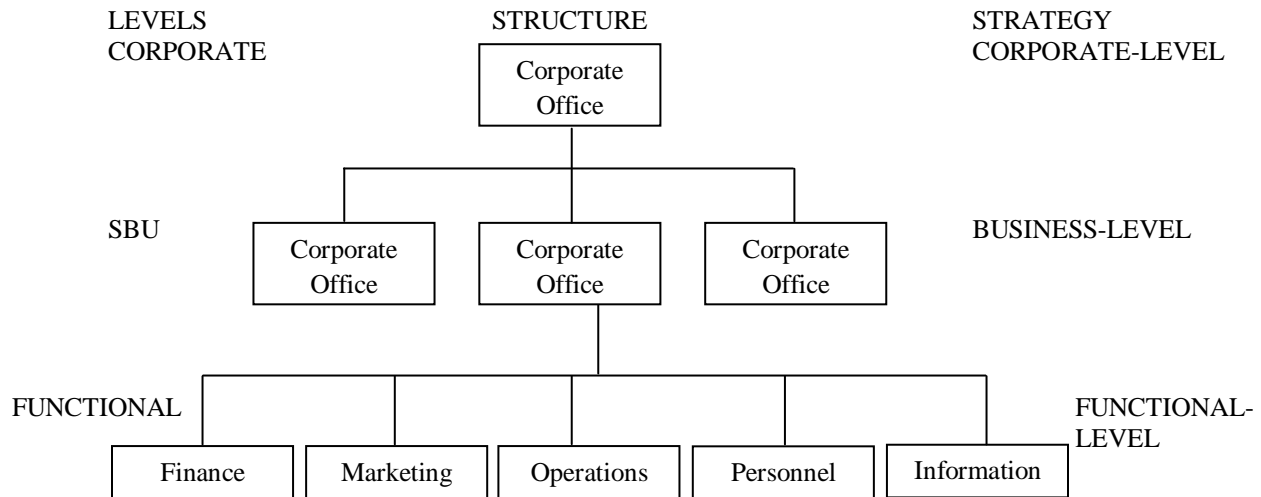 LEVELS
STRUCTURE
STRATEGY
CORPORATE
CORPORATE-LEVEL
Corporate
Office
SBU
Corporate
Office
Corporate
Office
Corporate
Office
BUSINESS-LEVEL
FUNCTIONAL
FUNCTIONAL-
LEVEL
Finance
Marketing
Operations
Personnel
Information